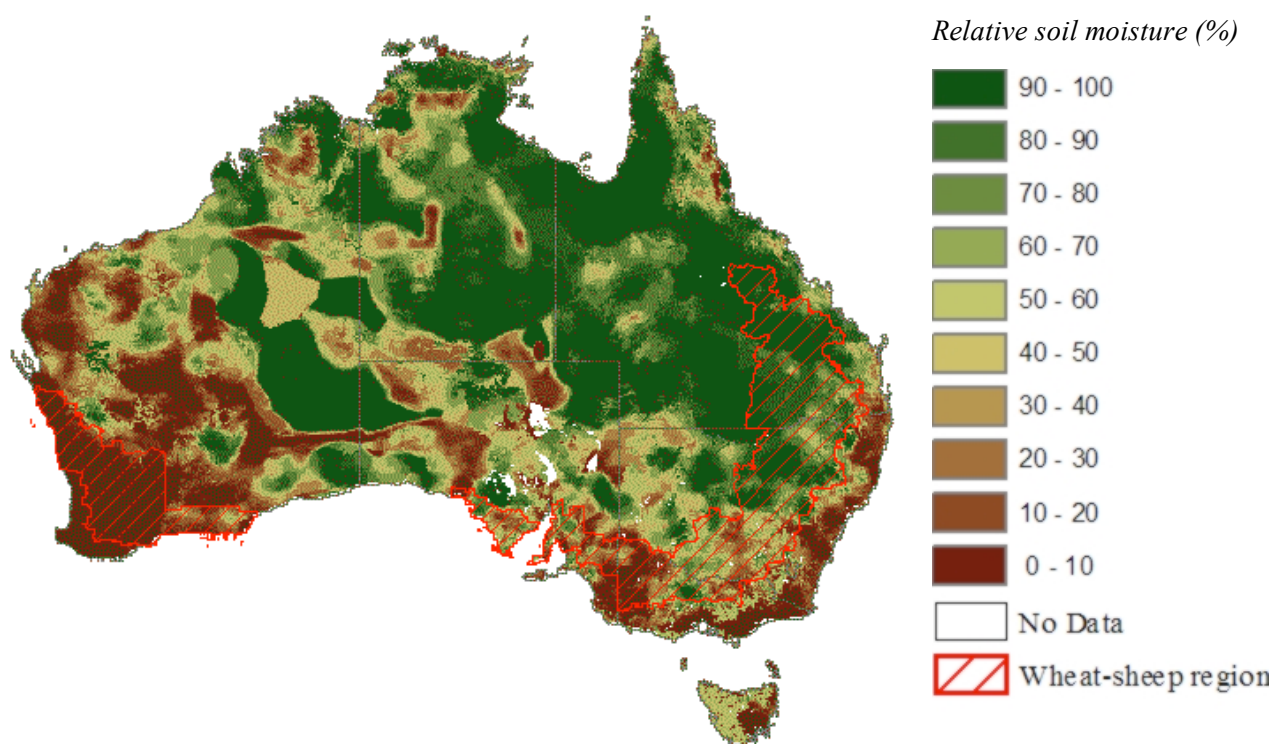 Relative soil moisture (%)
90 - 100
80 - 90
70 - 80
60 - 70
50 - 60
40 - 50
30 - 40
20 - 30
10 - 20
0 - 10
No Data
Wheat-sheep region